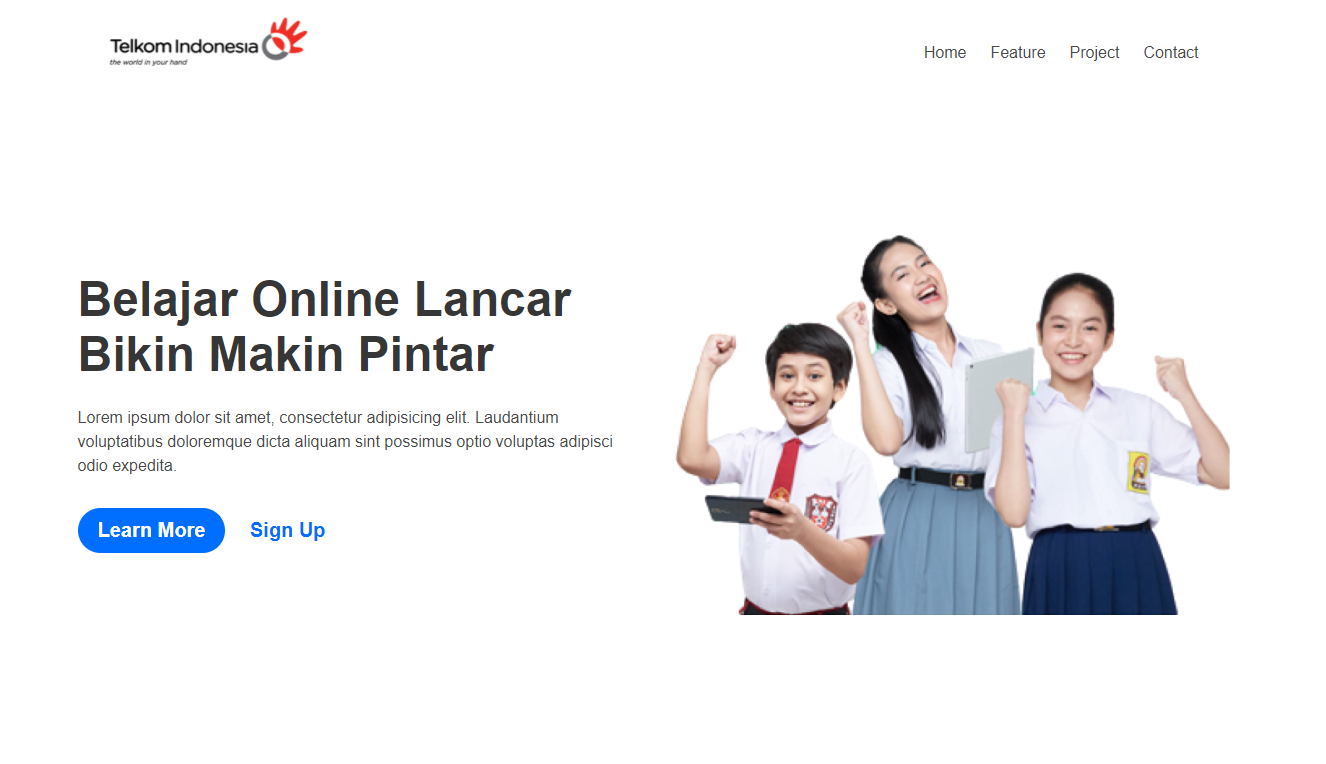 Telkom Indonesia
the world in your hand
Home Feature Project Contact
Belajar Online Lancar
Bikin Makin Pintar
Lorem ipsum dolor sit amet, consectetur adipisicing elit. Laudantium
voluptatibus doloremque dicta aliquam sint possimus optio voluptas adipisci
odio expedita.
Learn More Sign Up